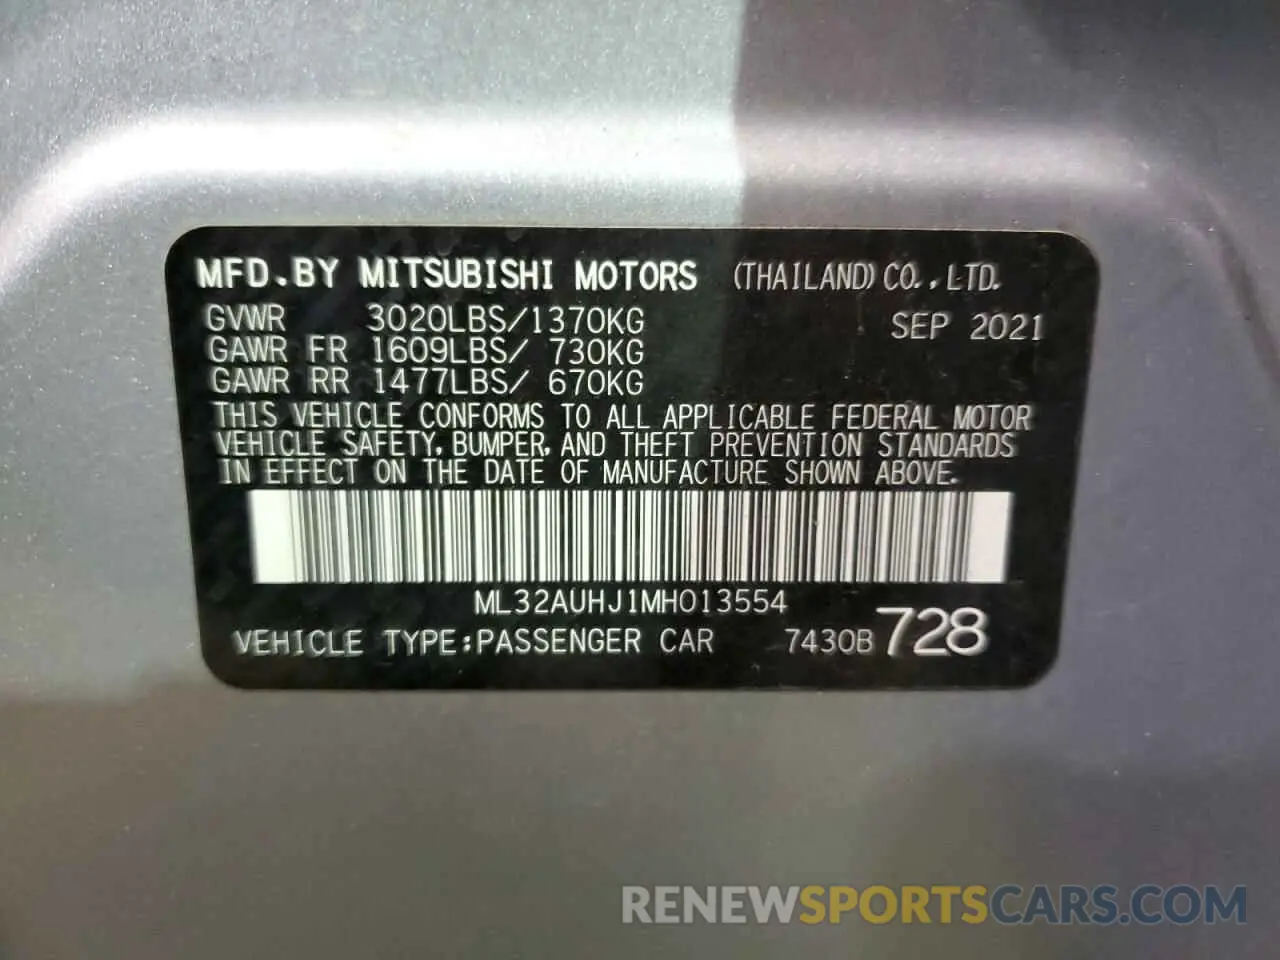 MFD.BY MITSUBISHI MOTORS (THAILAND) CO., LTD.
GVWR 3020LBS/1370KG SEP 2021
GAWR FR 1609LBS/ 730KG
GAWR RR 1477LBS/ 670KG
THIS VEHICLE CONFORMS TO ALL APPLICABLE FEDERAL MOTOR
VEHICLE SAFETY, BUMPER, AND THEFT PREVENTION STANDARDS
IN EFFECT ON THE DATE OF MANUFACTURE SHOWN ABOVE.
ML32AUHJ1MH013554
VEHICLE TYPE:PASSENGER CAR 7430B 728
RENEWSPORTSCARS.COM